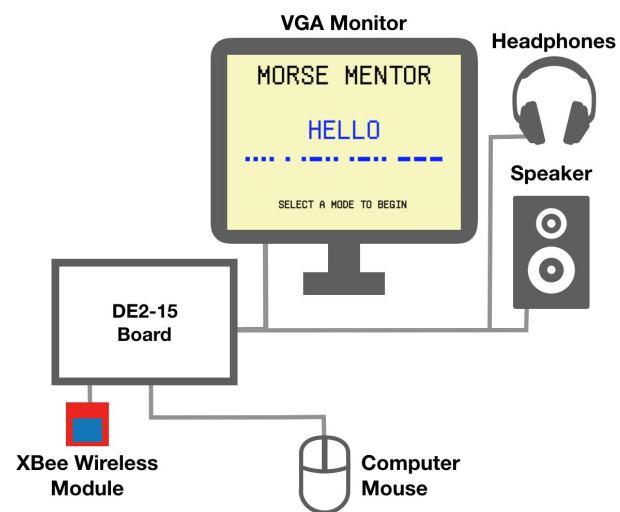 VGA Monitor
Headphones
MORSE MENTOR
HELLO
Speaker
SELECT A MODE TO BEGIN
DE2-15
Board
XBee Wireless
Module
Computer
Mouse